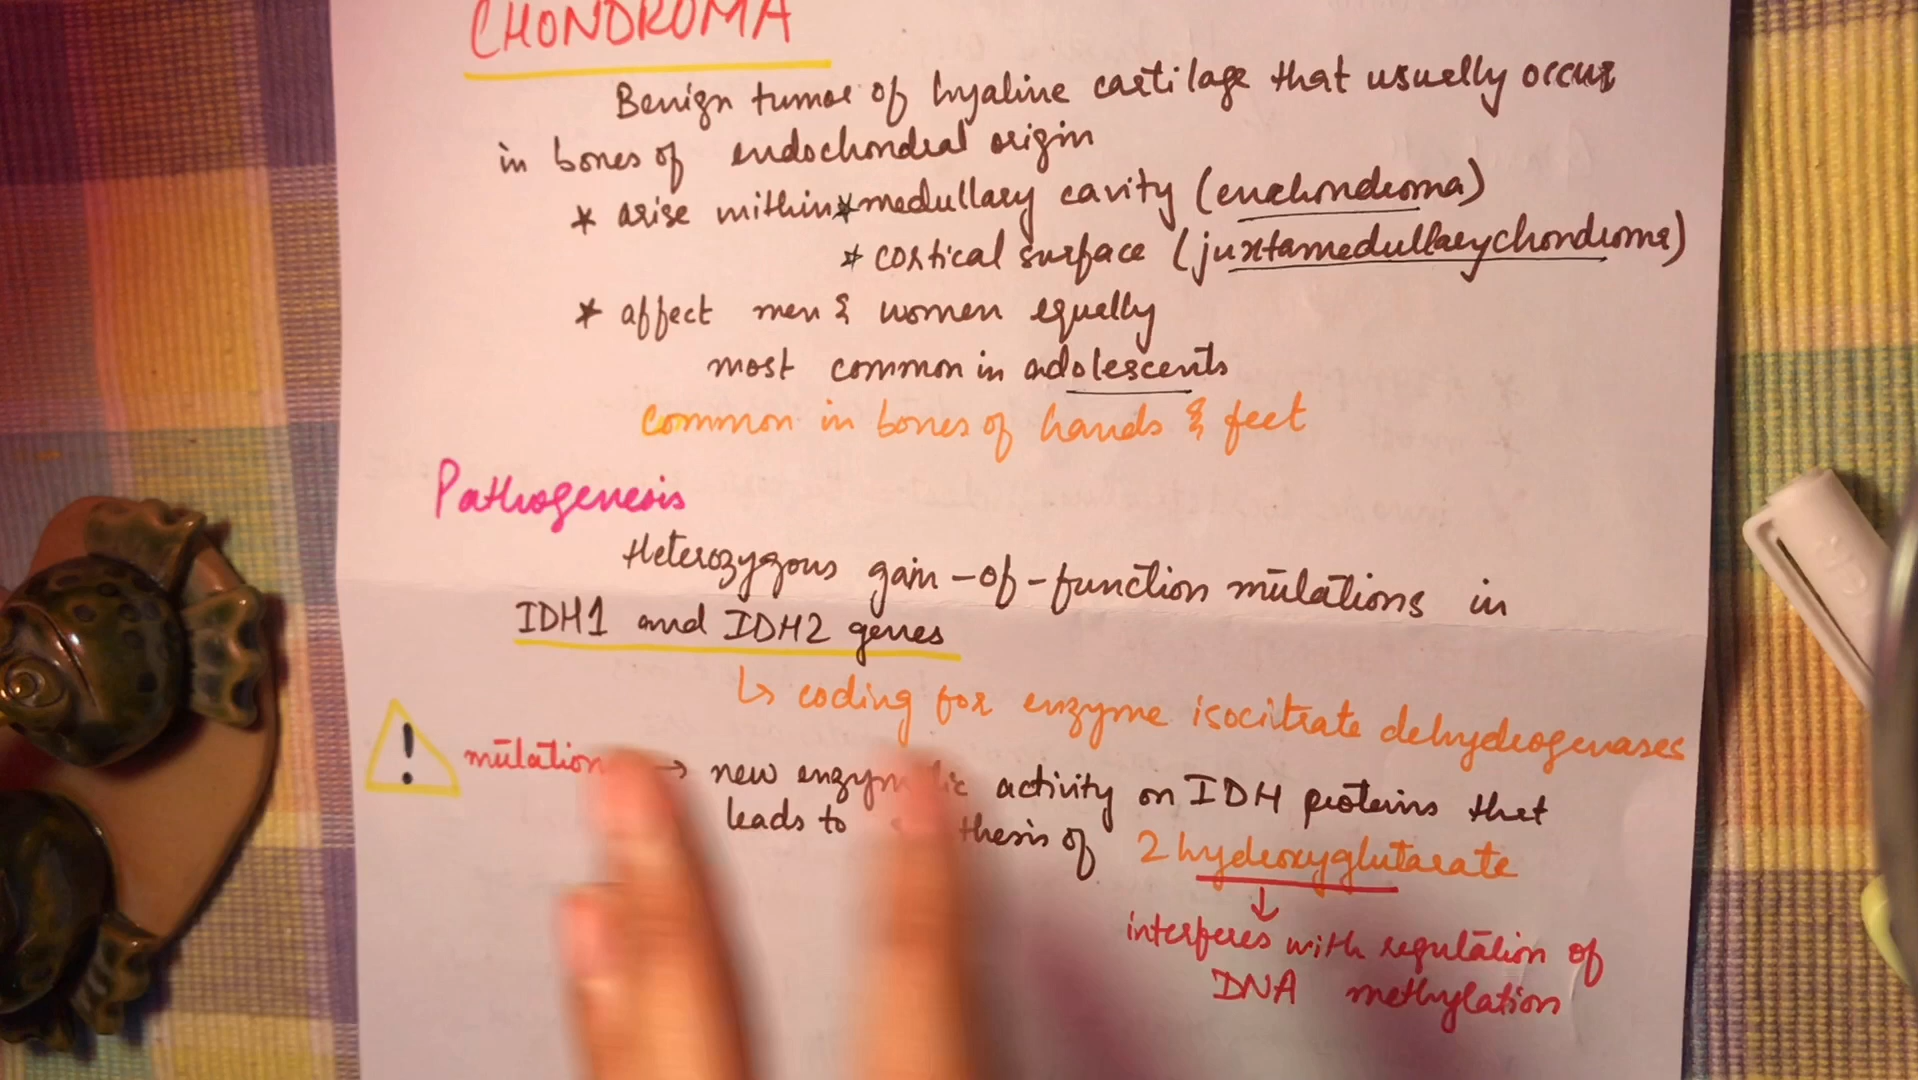 CHONDROMA
Benign tumor of hyaline cartilage that usually occur
in bones of endochondral origin
* arise within * medullary cavity (enchondroma)
* cortical surface (juxtamedullarychondroma)
* affect men & women equally
most common in adolescents
common in bones of hands & feet
Pathogenesis
Heterozygous gain-of-function mutations in
IDH1 and IDH2 genes
↳ coding for enzyme isocitrate dehydrogenases
! mutation → new activity on IDH proteins that
leads to of 2 hydroxyglutarate
↓
interferes with regulation of
DNA methylation